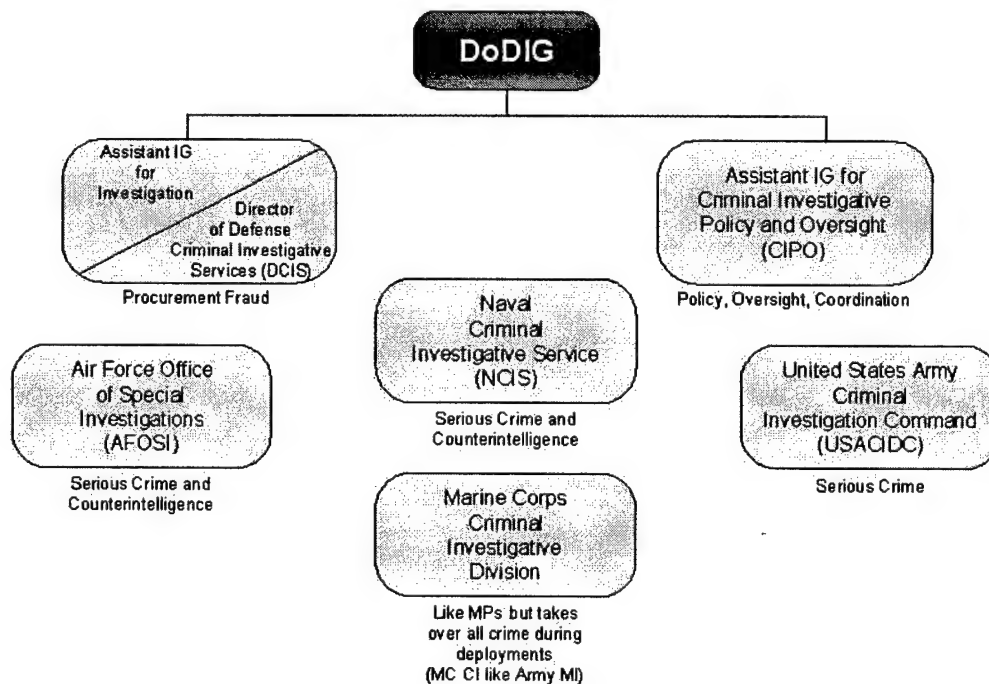 DoDIG
Assistant IG
for
Investigation
Director
of Defense
Criminal Investigative
Services (DCIS)
Procurement Fraud
Assistant IG for
Criminal Investigative
Policy and Oversight
(CIPO)
Policy, Oversight, Coordination
Naval
Criminal
Investigative Service
(NCIS)
Serious Crime and
Counterintelligence
Air Force Office
of Special
Investigations
(AFOSI)
Serious Crime and
Counterintelligence
United States Army
Criminal
Investigation Command
(USACIDC)
Serious Crime
Marine Corps
Criminal
Investigative
Division
Like MPs but takes
over all crime during
deployments
(MC CI like Army MI)